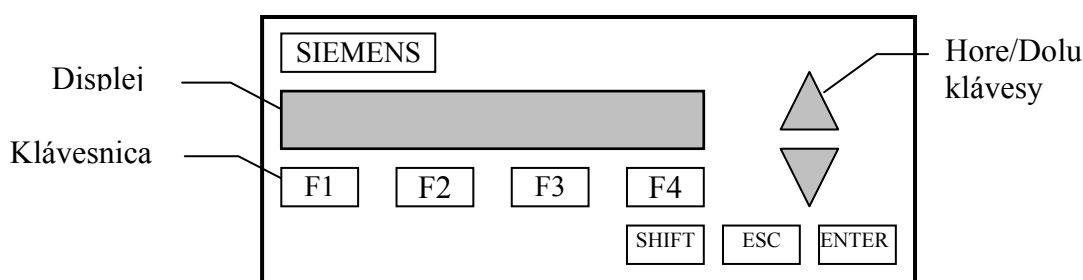 SIEMENS
Hore/Dolu
klávesy
Displej
Klávesnica
F1 F2 F3 F4
SHIFT ESC ENTER